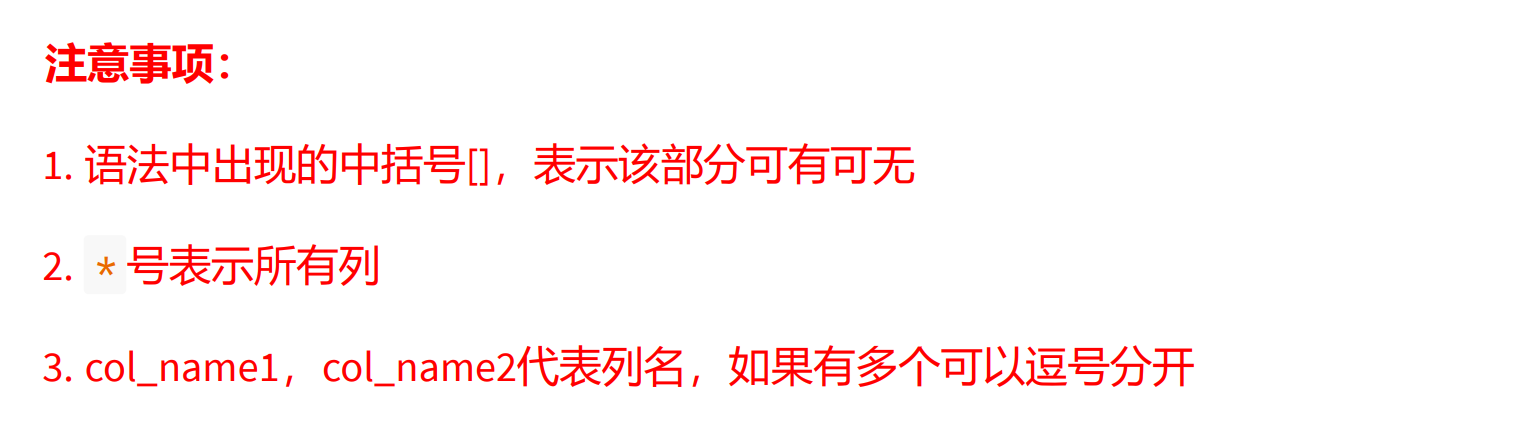 注意事项：
1. 语法中出现的中括号[]，表示该部分可有可无
2. *号表示所有列
3. col_name1，col_name2代表列名，如果有多个可以逗号分开